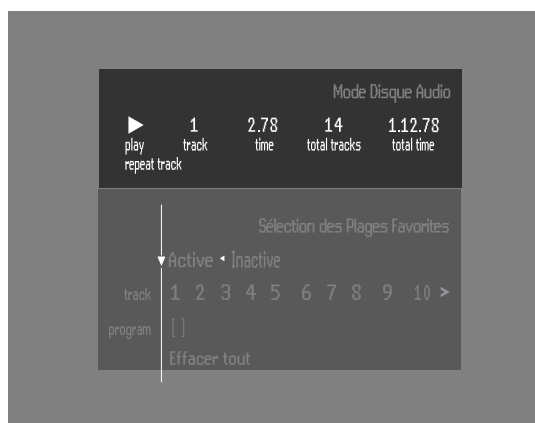 Mode Disque Audio
1 2.78 14 1.12.78
play track time total tracks total time
repeat track
Sélection des Plages Favorites
Active Inactive
track 1 2 3 4 5 6 7 8 9 10 >
program [ ]
Effacer tout